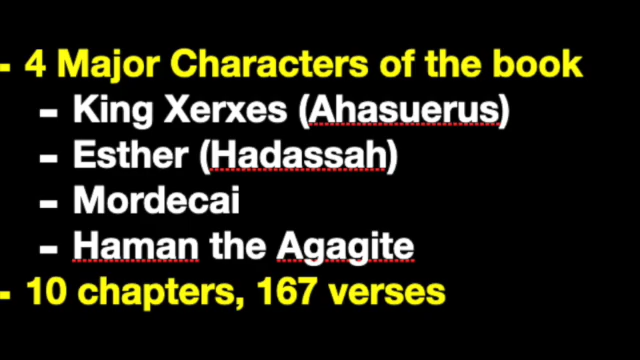 - 4 Major Characters of the book
- King Xerxes (Ahasuerus)
- Esther (Hadassah)
- Mordecai
- Haman the Agagite
- 10 chapters, 167 verses